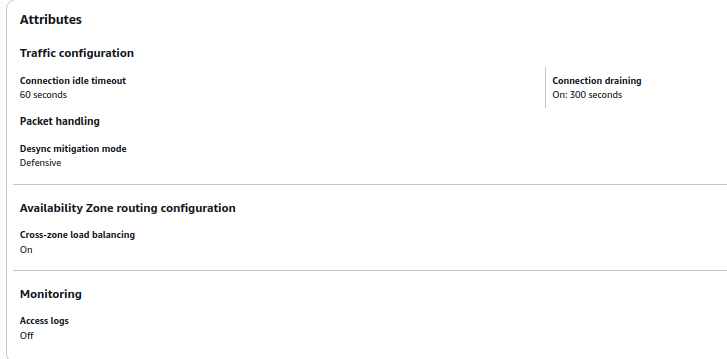 Attributes
Traffic configuration
Connection idle timeout
60 seconds
Connection draining
On: 300 seconds
Packet handling
Desync mitigation mode
Defensive
Availability Zone routing configuration
Cross-zone load balancing
On
Monitoring
Access logs
Off